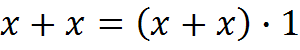 x + x = (x + x) · 1